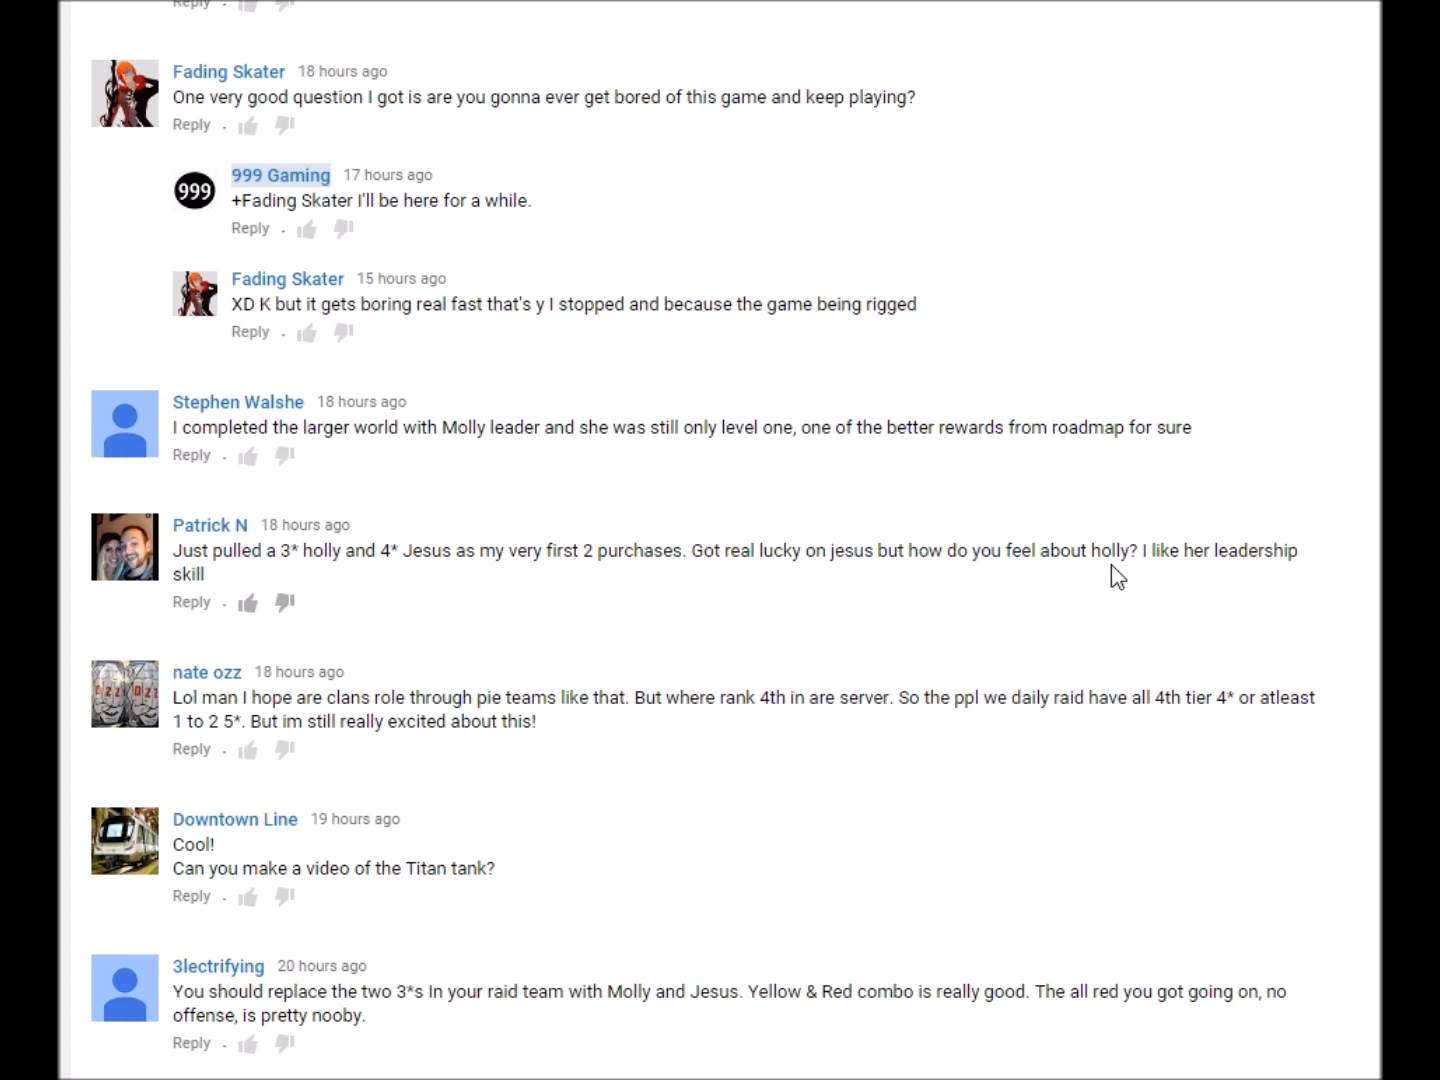 Reply .
Fading Skater 18 hours ago
One very good question I got is are you gonna ever get bored of this game and keep playing?
Reply .
999
999 Gaming 17 hours ago
+Fading Skater I'll be here for a while.
Reply .
Fading Skater 15 hours ago
XD K but it gets boring real fast that's y I stopped and because the game being rigged
Reply .
Stephen Walshe 18 hours ago
I completed the larger world with Molly leader and she was still only level one, one of the better rewards from roadmap for sure
Reply .
Patrick N 18 hours ago
Just pulled a 3* holly and 4* Jesus as my very first 2 purchases. Got real lucky on jesus but how do you feel about holly? I like her leadership
skill
Reply .
nate ozz 18 hours ago
Lol man I hope are clans role through pie teams like that. But where rank 4th in are server. So the ppl we daily raid have all 4th tier 4* or atleast
1 to 2 5*. But im still really excited about this!
Reply .
Downtown Line 19 hours ago
Cool!
Can you make a video of the Titan tank?
Reply .
3lectrifying 20 hours ago
You should replace the two 3*s In your raid team with Molly and Jesus. Yellow & Red combo is really good. The all red you got going on, no
offense, is pretty nooby.
Reply .